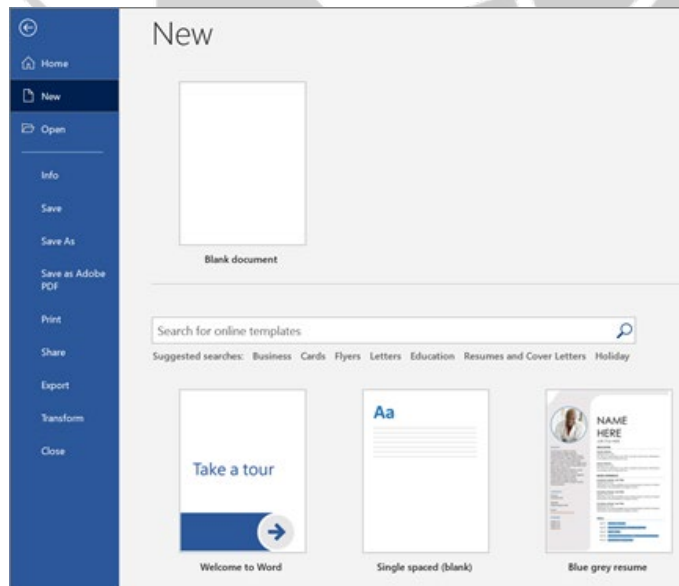 New
Home
New
Open
Info
Save
Save As
Save as Adobe
PDF
Print
Share
Export
Transform
Close
Blank document
Search for online templates
Suggested searches: Business Cards Flyers Letters Education Resumes and Cover Letters Holiday
Take a tour
Welcome to Word
Aa
Single spaced (blank)
NAME
HERE
Blue grey resume